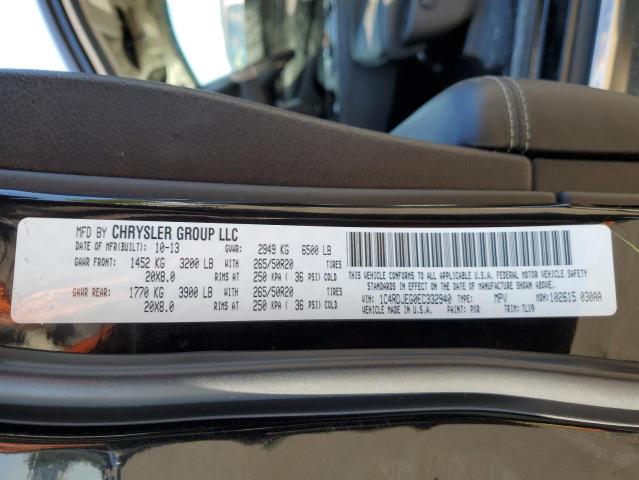 MFD BY CHRYSLER GROUP LLC
DATE OF MFR(BUILT): 10-13 GVWR: 2949 KG 6500 LB
GAWR FRONT: 1452 KG 3200 LB WITH 265/50R20 TIRES
20X8.0 RIMS AT 250 KPA ( 36 PSI) COLD
GAWR REAR: 1770 KG 3900 LB WITH 265/50R20 TIRES
20X8.0 RIMS AT 250 KPA ( 36 PSI) COLD
THIS VEHICLE CONFORMS TO ALL APPLICABLE U.S.A. FEDERAL MOTOR VEHICLE SAFETY
STANDARDS IN EFFECT ON THE DATE OF MANUFACTURE SHOWN ABOVE.
VIN: 1C4RDJEG0EC332940 TYPE: MPV MDH: 102615 030AA
VEHICLE MADE IN U.S.A. PAINT: PXR TRIM: TLX9